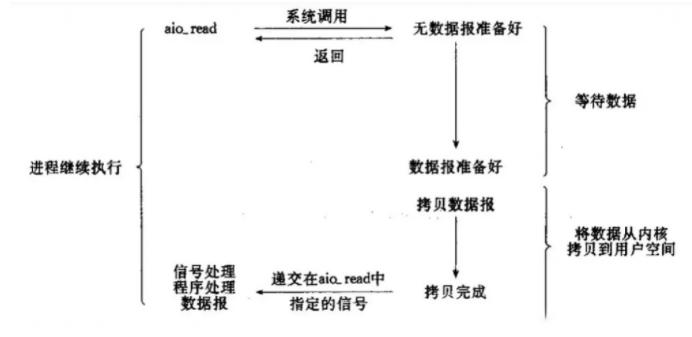 系统调用
aio_read
无数据报准备好
返回
等待数据
进程继续执行
数据报准备好
拷贝数据报
将数据从内核
拷贝到用户空间
信号处理
程序处理
数据报
递交在aio_read中
指定的信号
拷贝完成